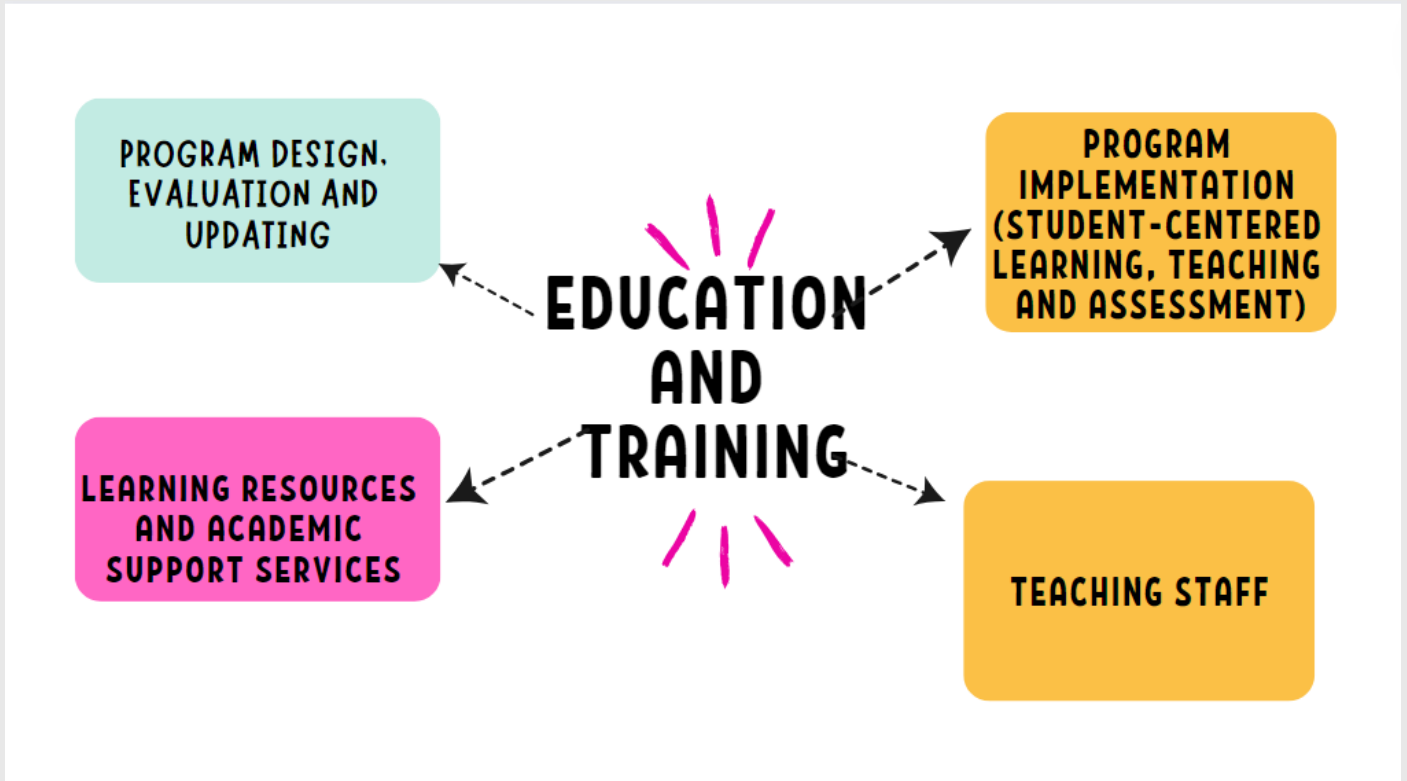 PROGRAM DESIGN,
EVALUATION AND
UPDATING
PROGRAM
IMPLEMENTATION
(STUDENT-CENTERED
LEARNING, TEACHING
AND ASSESSMENT)
EDUCATION
AND
TRAINING
LEARNING RESOURCES
AND ACADEMIC
SUPPORT SERVICES
TEACHING STAFF